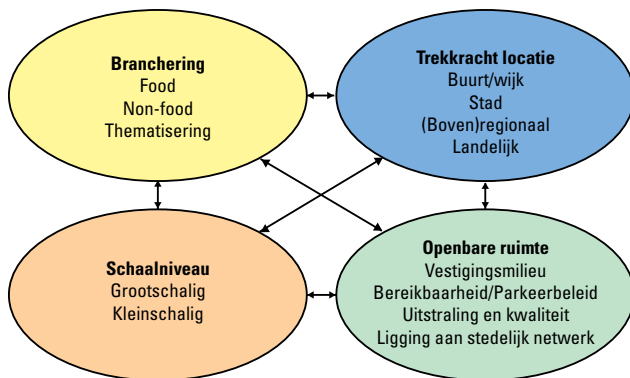 Branchering
Food
Non-food
Thematisering
Trekkracht locatie
Buurt/wijk
Stad
(Boven)regionaal
Landelijk
Schaalniveau
Grootschalig
Kleinschalig
Openbare ruimte
Vestigingsmilieu
Bereikbaarheid/Parkeerbeleid
Uitstraling en kwaliteit
Ligging aan stedelijk netwerk